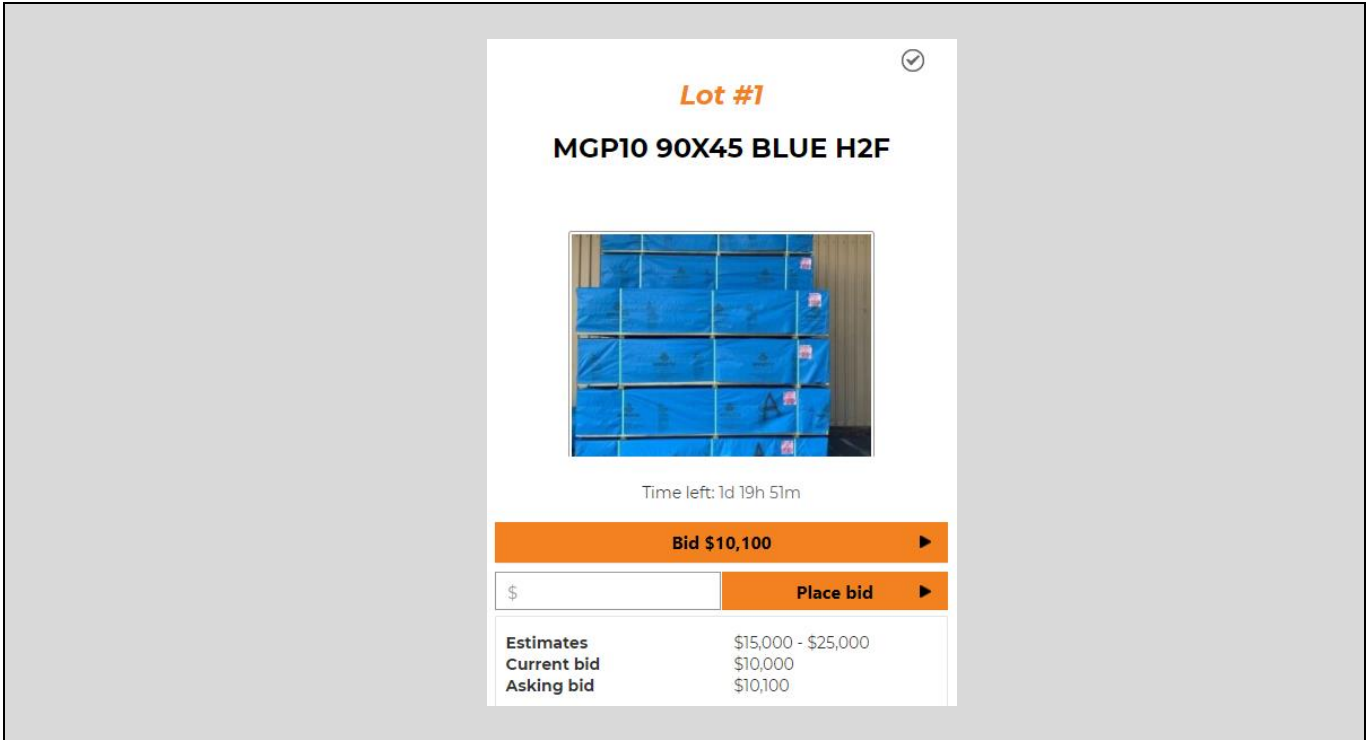 Lot #1
MGP10 90X45 BLUE H2F
A
Time left: 1d 19h 51m
Bid $10,100
$ Place bid
Estimates $15,000 - $25,000
Current bid $10,000
Asking bid $10,100